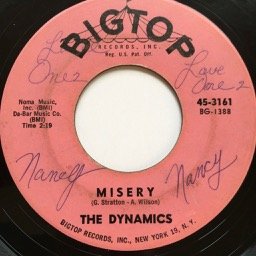 BIGTOP
RECORDS, INC.
Reg. U.S. Pat. Off.
Love
One 2
Love
One 2
Noma Music,
Inc. (BMI)
Da-Bar Music Co.
(BMI)
Time 2:19
45-3161
BG-1388
Nancy
Nancy
MISERY
(G. Stratton - A. Wilson)
THE DYNAMICS
BIGTOP RECORDS, INC., NEW YORK 19, N. Y.